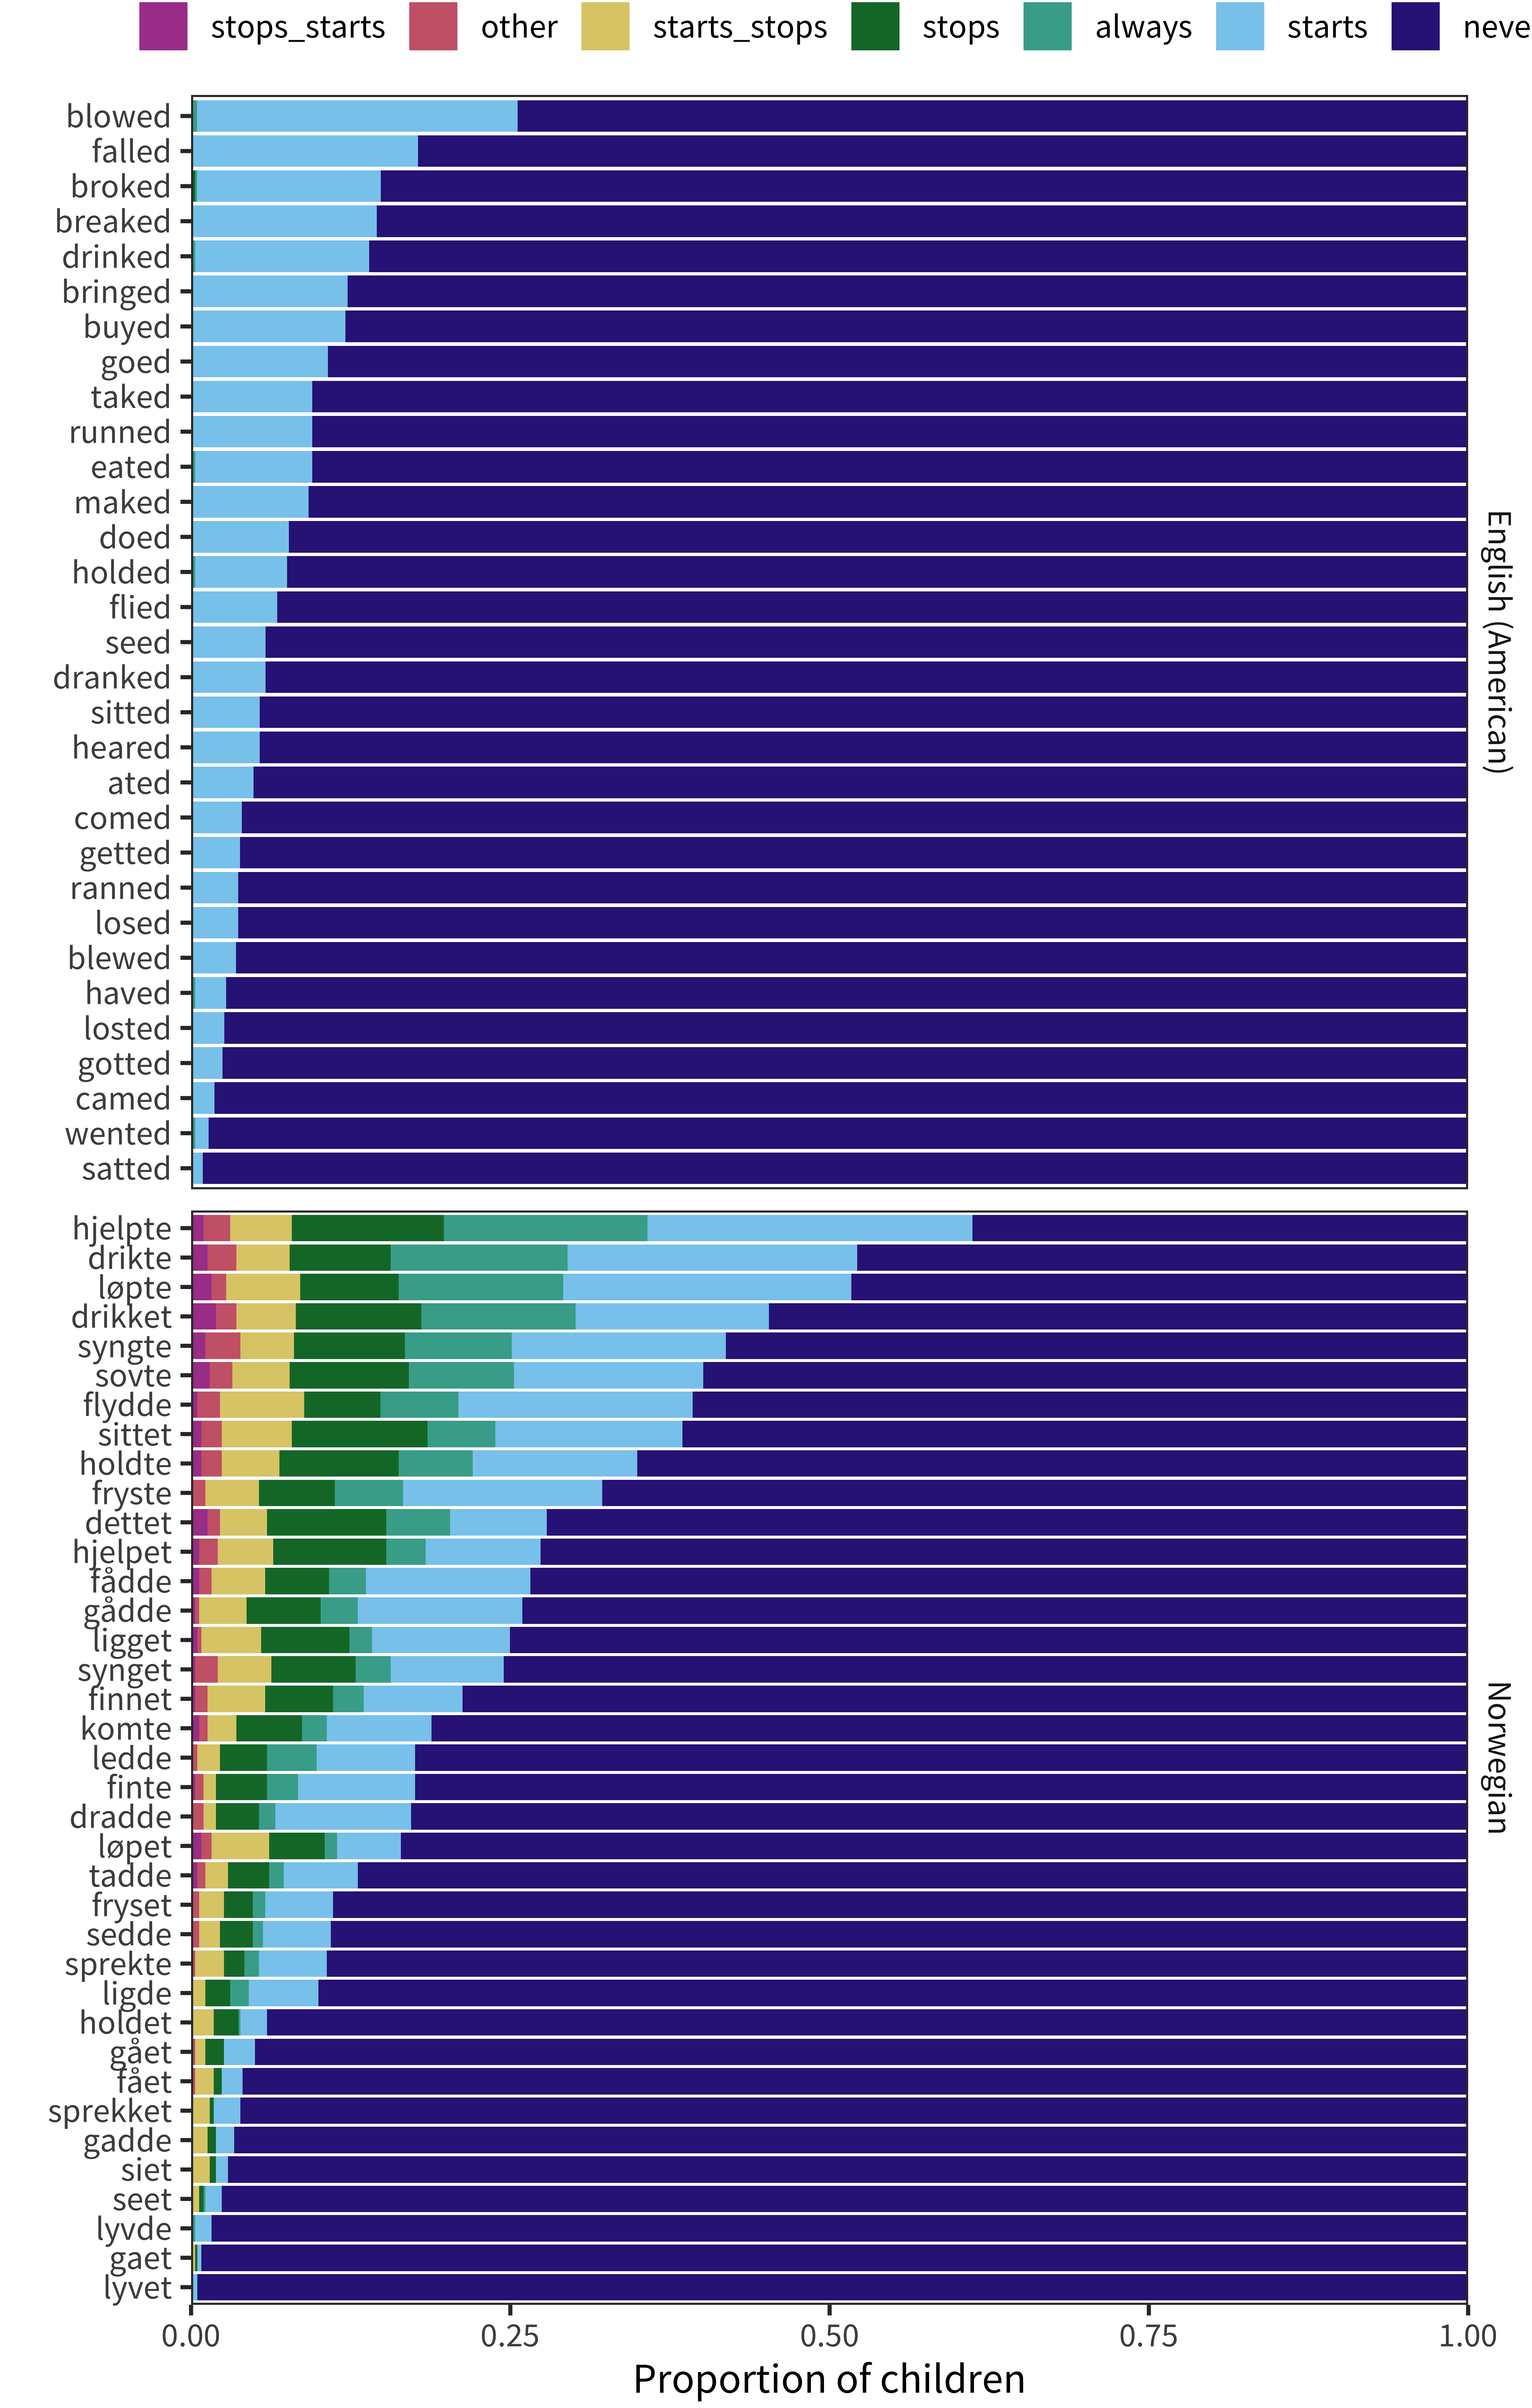 stops_starts other starts_stops stops always starts neve
blowed
falled
broked
breaked
drinked
bringed
buyed
goed
taked
runned
eated
maked
doed
holded
flied
seed
dranked
sitted
heared
ated
comed
getted
ranned
losed
blewed
haved
losted
gotted
camed
wented
satted
English (American)
hjelpte
drikte
løpte
drikket
syngte
sovte
flydde
sittet
holdte
fryste
dettet
hjelpet
fådde
gådde
ligget
synget
finnet
komte
ledde
finte
dradde
løpet
tadde
fryset
sedde
sprekte
ligde
holdet
gået
fået
sprekket
gadde
siet
seet
lyvde
gaet
lyvet
Norwegian
0.00 0.25 0.50 0.75 1.00
Proportion of children